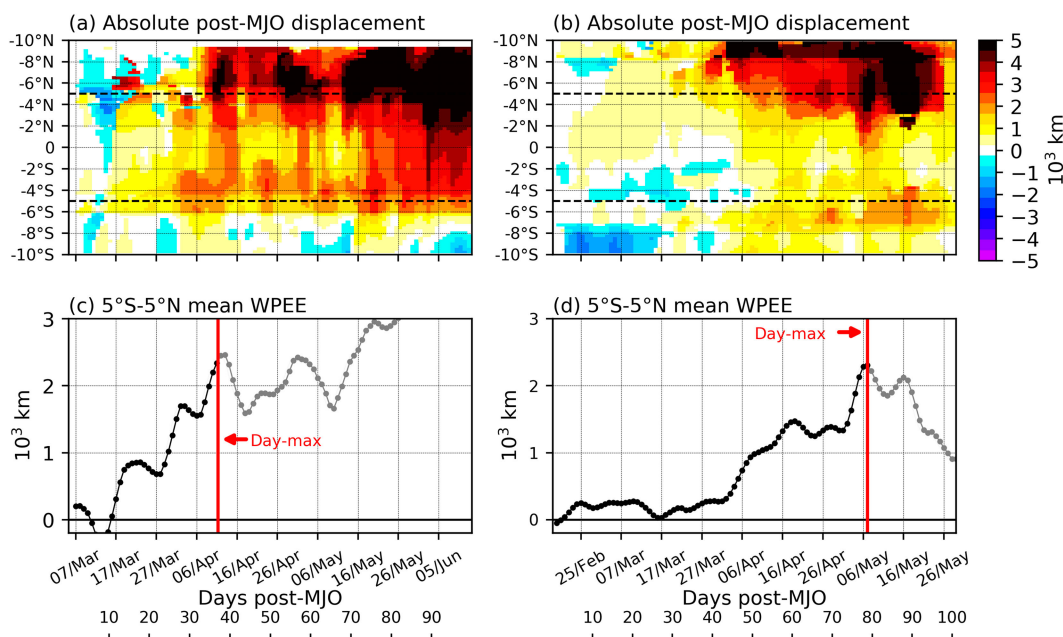 (a) Absolute post-MJO displacement
(b) Absolute post-MJO displacement
-10°N
-8°N
-6°N
-4°N
-2°N
0
-2°S
-4°S
-6°S
-8°S
-10°S
-10°N
-8°N
-6°N
-4°N
-2°N
0
-2°S
-4°S
-6°S
-8°S
-10°S
5
4
3
2
1
0
−1
−2
−3
−4
−5
10³ km
(c) 5°S-5°N mean WPEE
(d) 5°S-5°N mean WPEE
3
2
1
0
10³ km
Day-max
07/Mar
17/Mar
27/Mar
06/Apr
16/Apr
26/Apr
06/May
16/May
26/May
05/Jun
Days post-MJO
10 20 30 40 50 60 70 80 90
3
2
1
0
10³ km
Day-max
25/Feb
07/Mar
17/Mar
27/Mar
06/Apr
16/Apr
26/Apr
06/May
16/May
26/May
Days post-MJO
10 20 30 40 50 60 70 80 90 100